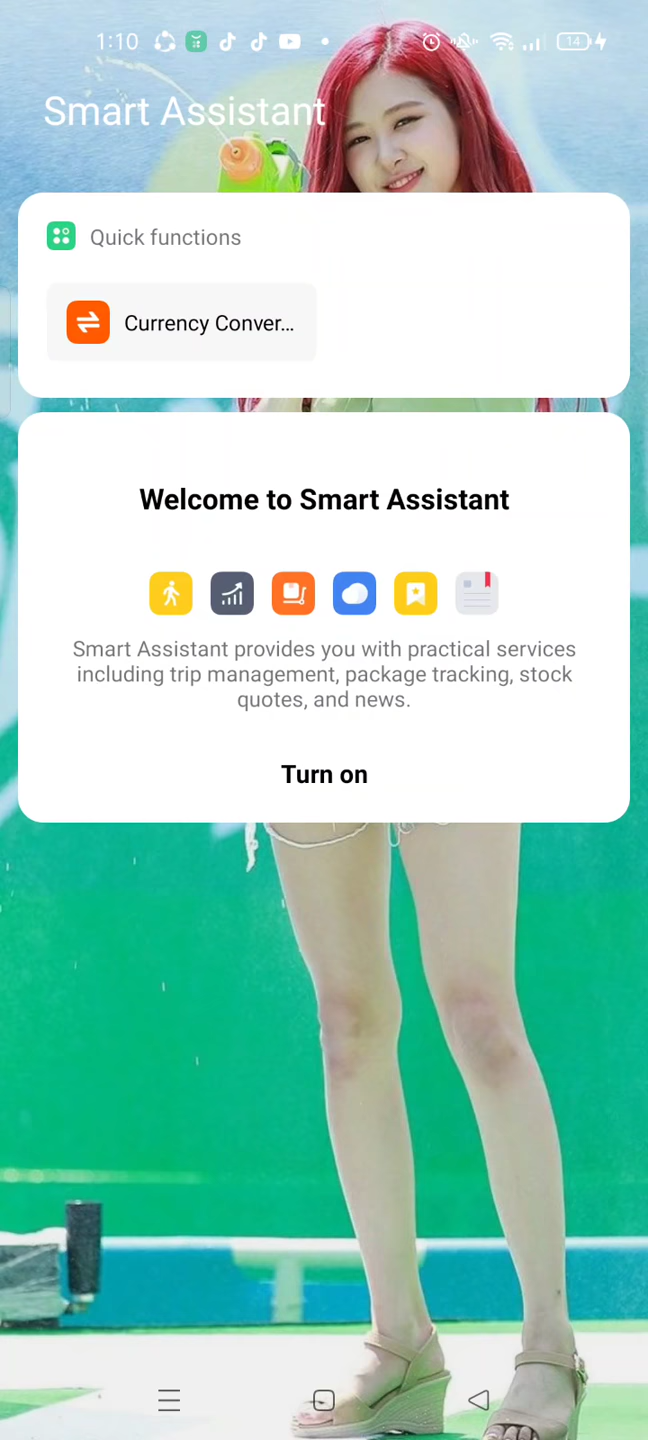 1:10
14
Smart Assistant
Quick functions
Currency Conver...
Welcome to Smart Assistant
Smart Assistant provides you with practical services
including trip management, package tracking, stock
quotes, and news.
Turn on